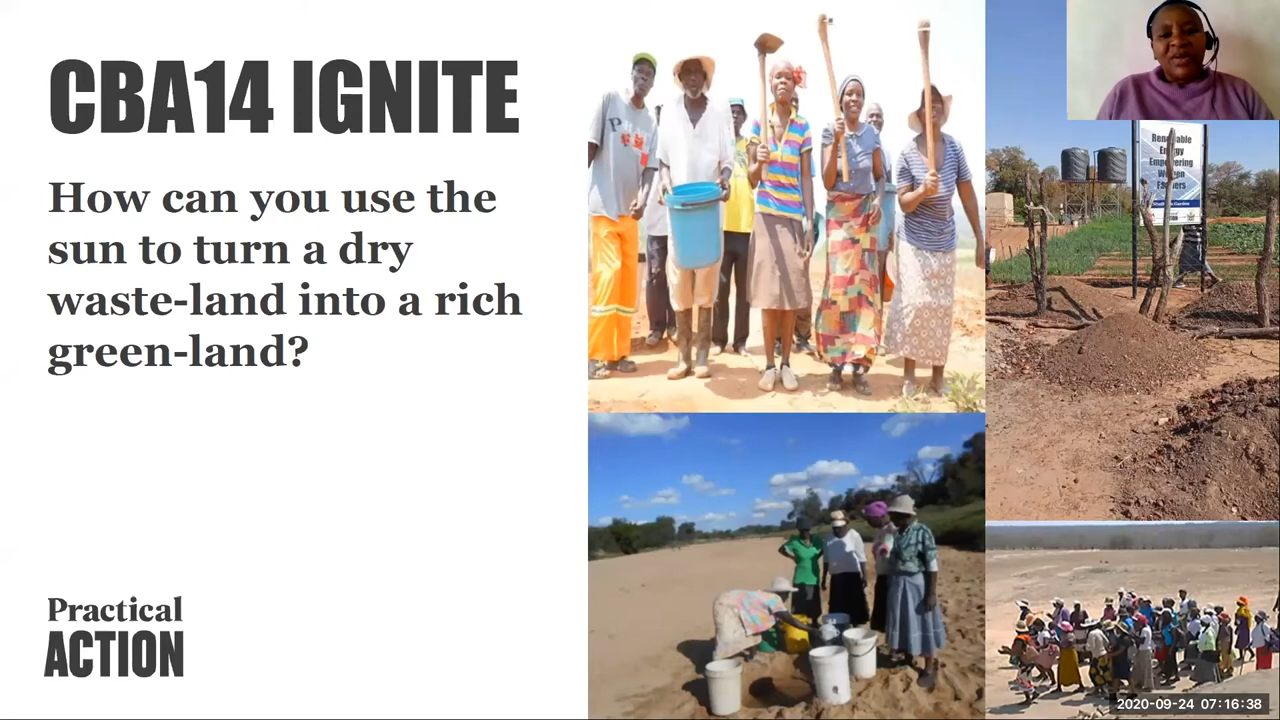 CBA14 IGNITE
How can you use the
sun to turn a dry
waste-land into a rich
green-land?
Practical
ACTION
Renewable
Energy
Empowering
Women
Farmers
Garden
2020-09-24 07:16:38